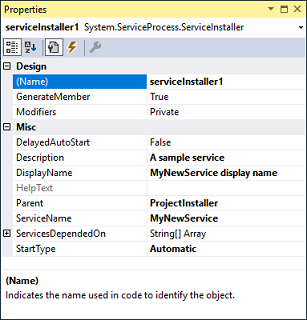 Properties
serviceInstaller1 System.ServiceProcess.ServiceInstaller
Design
(Name) serviceInstaller1
GenerateMember True
Modifiers Private
Misc
DelayedAutoStart False
Description A sample service
DisplayName MyNewService display name
HelpText
Parent ProjectInstaller
ServiceName MyNewService
ServicesDependedOn String[] Array
StartType Automatic
(Name)
Indicates the name used in code to identify the object.